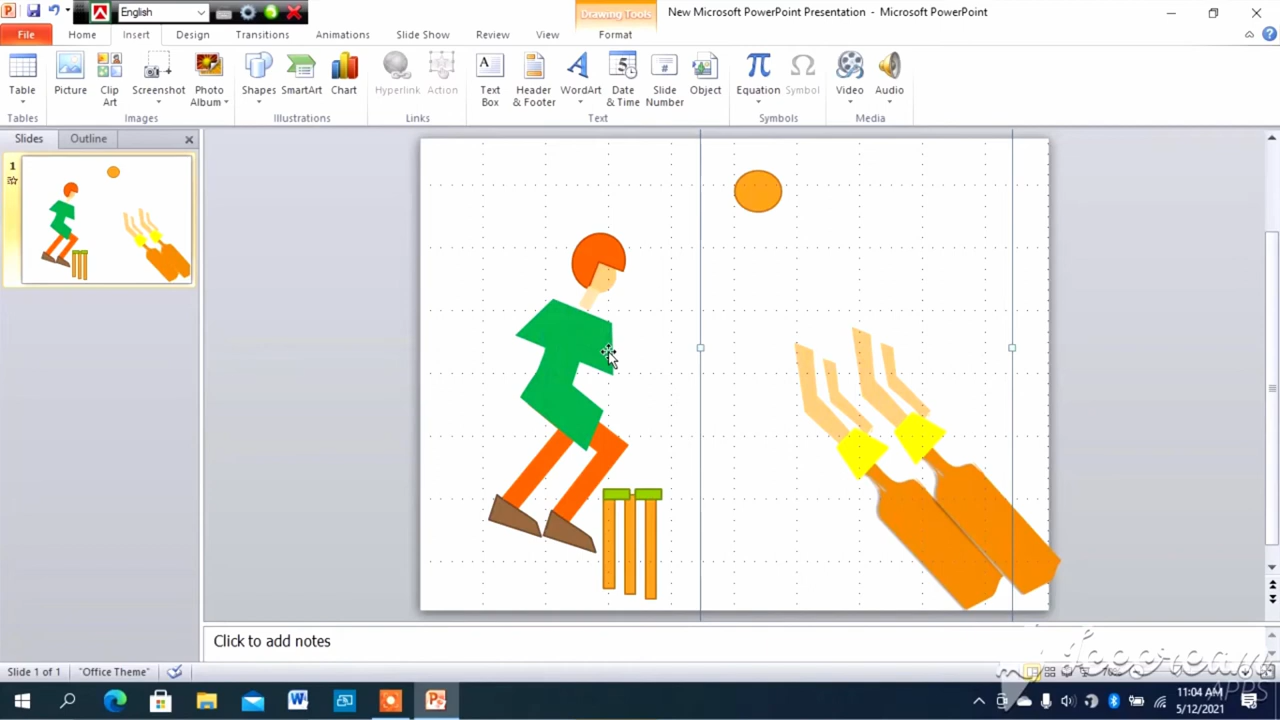 English
Drawing Tools
New Microsoft PowerPoint Presentation - Microsoft PowerPoint
File Home Insert Design Transitions Animations Slide Show Review View Format
Table
Picture
Clip Art
Screenshot
Photo Album
Shapes
SmartArt
Chart
Hyperlink
Action
Text Box
Header & Footer
WordArt
Date & Time
Slide Number
Object
Equation
Symbol
Video
Audio
Tables Images Illustrations Links Text Symbols Media
Slides Outline
1
Click to add notes
Slide 1 of 1 "Office Theme"
APPS
11:04 AM
5/12/2021